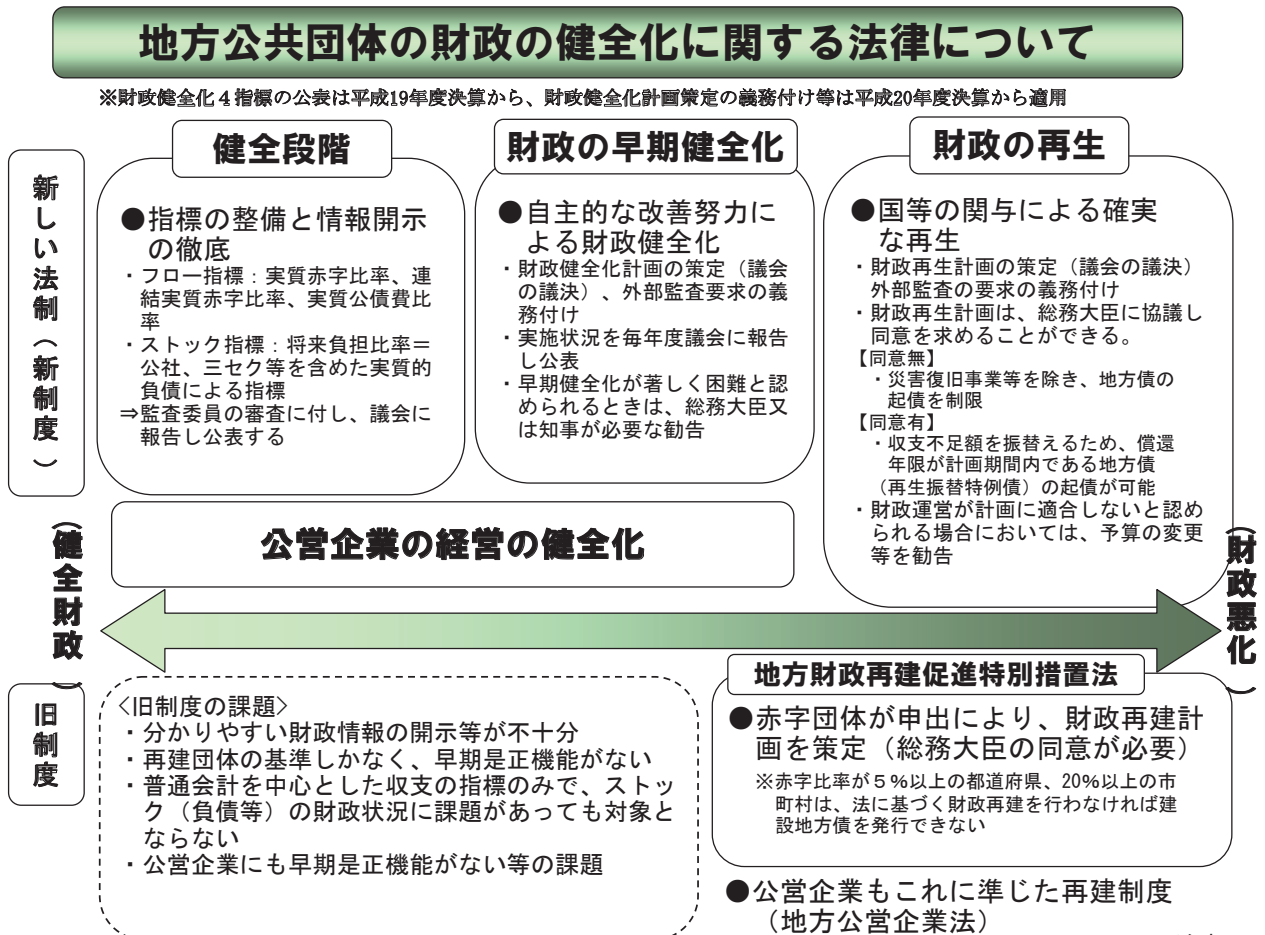 地方公共団体の財政の健全化に関する法律について
※財政健全化４指標の公表は平成19年度決算から、財政健全化計画策定の義務付け等は平成20年度決算から適用
新しい法制（新制度）
健全段階
●指標の整備と情報開示
の徹底
・フロー指標：実質赤字比率、連
結実質赤字比率、実質公債費比
率
・ストック指標：将来負担比率＝
公社、三セク等を含めた実質的
負債による指標
⇒監査委員の審査に付し、議会に
報告し公表する
財政の早期健全化
●自主的な改善努力に
よる財政健全化
・財政健全化計画の策定（議会
の議決）、外部監査要求の義
務付け
・実施状況を毎年度議会に報告
し公表
・早期健全化が著しく困難と認
められるときは、総務大臣又
は知事が必要な勧告
財政の再生
●国等の関与による確実
な再生
・財政再生計画の策定（議会の議決）
外部監査の要求の義務付け
・財政再生計画は、総務大臣に協議し
同意を求めることができる。
【同意無】
・災害復旧事業等を除き、地方債の
起債を制限
【同意有】
・収支不足額を振替えるため、償還
年限が計画期間内である地方債
（再生振替特例債）の起債が可能
・財政運営が計画に適合しないと認め
られる場合においては、予算の変更
等を勧告
公営企業の経営の健全化
（健全財政）
（財政悪化）
旧制度
〈旧制度の課題〉
・分かりやすい財政情報の開示等が不十分
・再建団体の基準しかなく、早期是正機能がない
・普通会計を中心とした収支の指標のみで、ストッ
ク（負債等）の財政状況に課題があっても対象と
ならない
・公営企業にも早期是正機能がない等の課題
地方財政再建促進特別措置法
●赤字団体が申出により、財政再建計
画を策定（総務大臣の同意が必要）
※赤字比率が５％以上の都道府県、20％以上の市
町村は、法に基づく財政再建を行わなければ建
設地方債を発行できない
●公営企業もこれに準じた再建制度
（地方公営企業法）